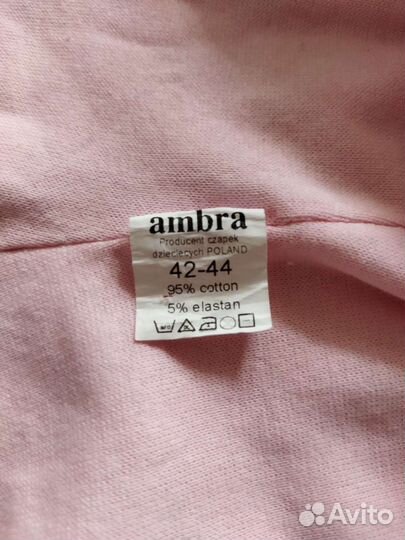 ambra
Producent czapek
dziecięcych POLAND
42-44
95% cotton
5% elastan
Avito